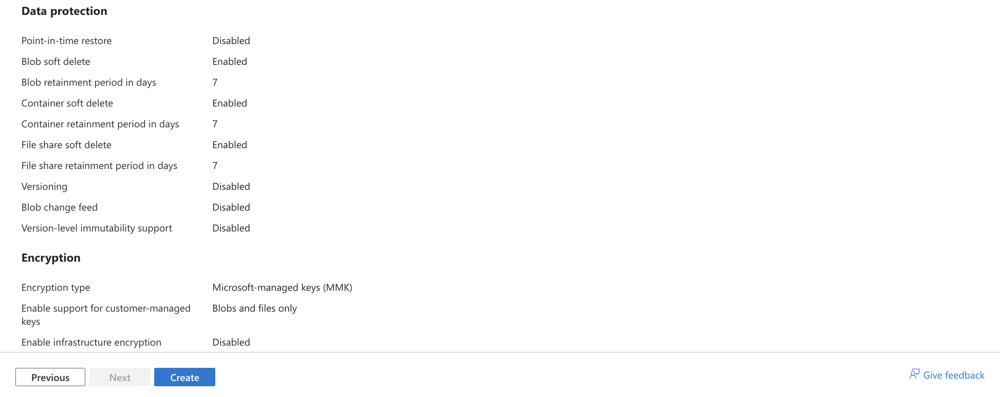 Data protection
Point-in-time restore Disabled
Blob soft delete Enabled
Blob retainment period in days 7
Container soft delete Enabled
Container retainment period in days 7
File share soft delete Enabled
File share retainment period in days 7
Versioning Disabled
Blob change feed Disabled
Version-level immutability support Disabled
Encryption
Encryption type Microsoft-managed keys (MMK)
Enable support for customer-managed Blobs and files only
keys
Enable infrastructure encryption Disabled
Previous Next Create Give feedback